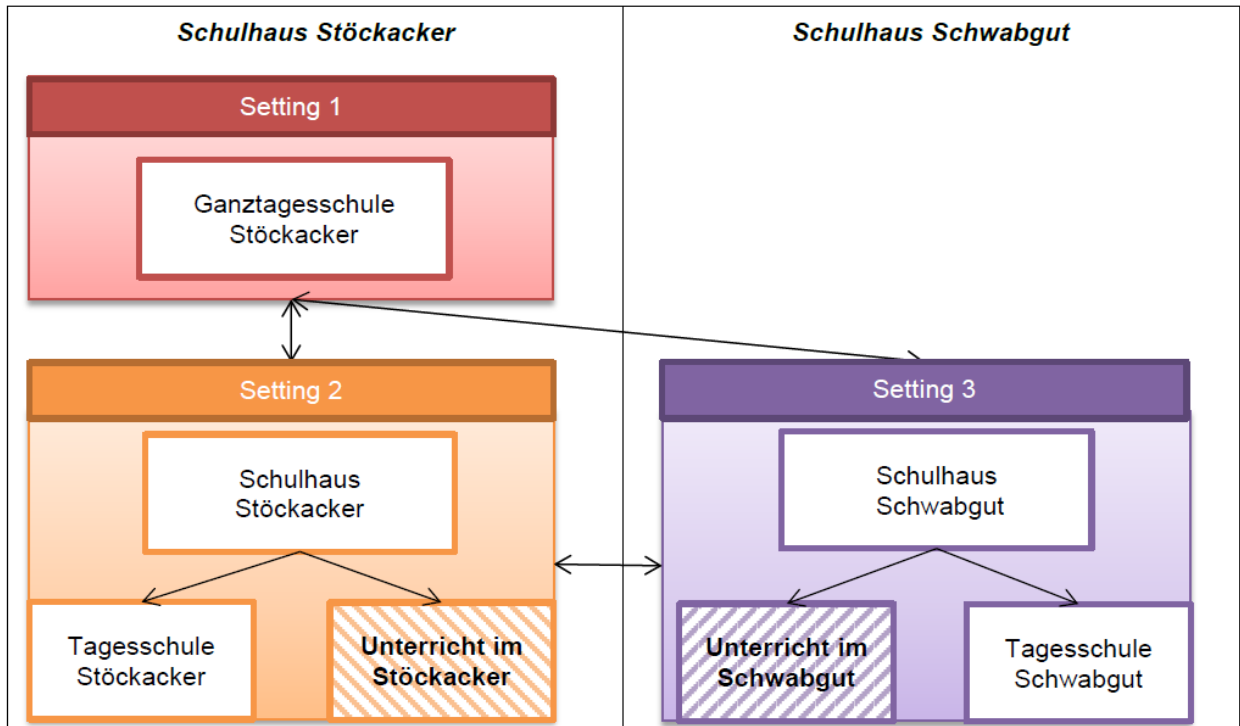 Schulhaus Stöckacker
Schulhaus Schwabgut
Setting 1
Ganztagesschule
Stöckacker
Setting 2
Schulhaus
Stöckacker
Tagesschule
Stöckacker
Unterricht im
Stöckacker
Setting 3
Schulhaus
Schwabgut
Unterricht im
Schwabgut
Tagesschule
Schwabgut